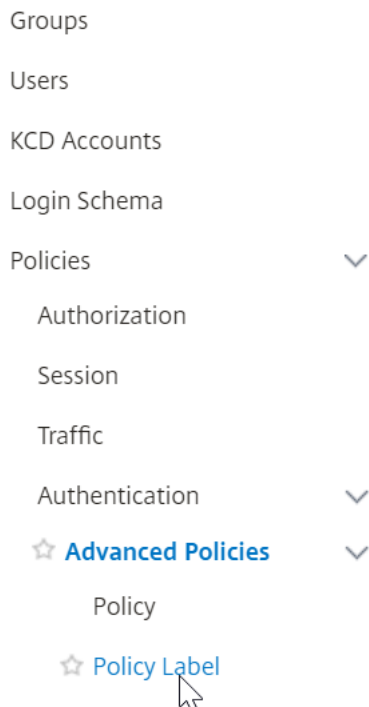 Groups
Users
KCD Accounts
Login Schema
Policies
Authorization
Session
Traffic
Authentication
Advanced Policies
Policy
Policy Label